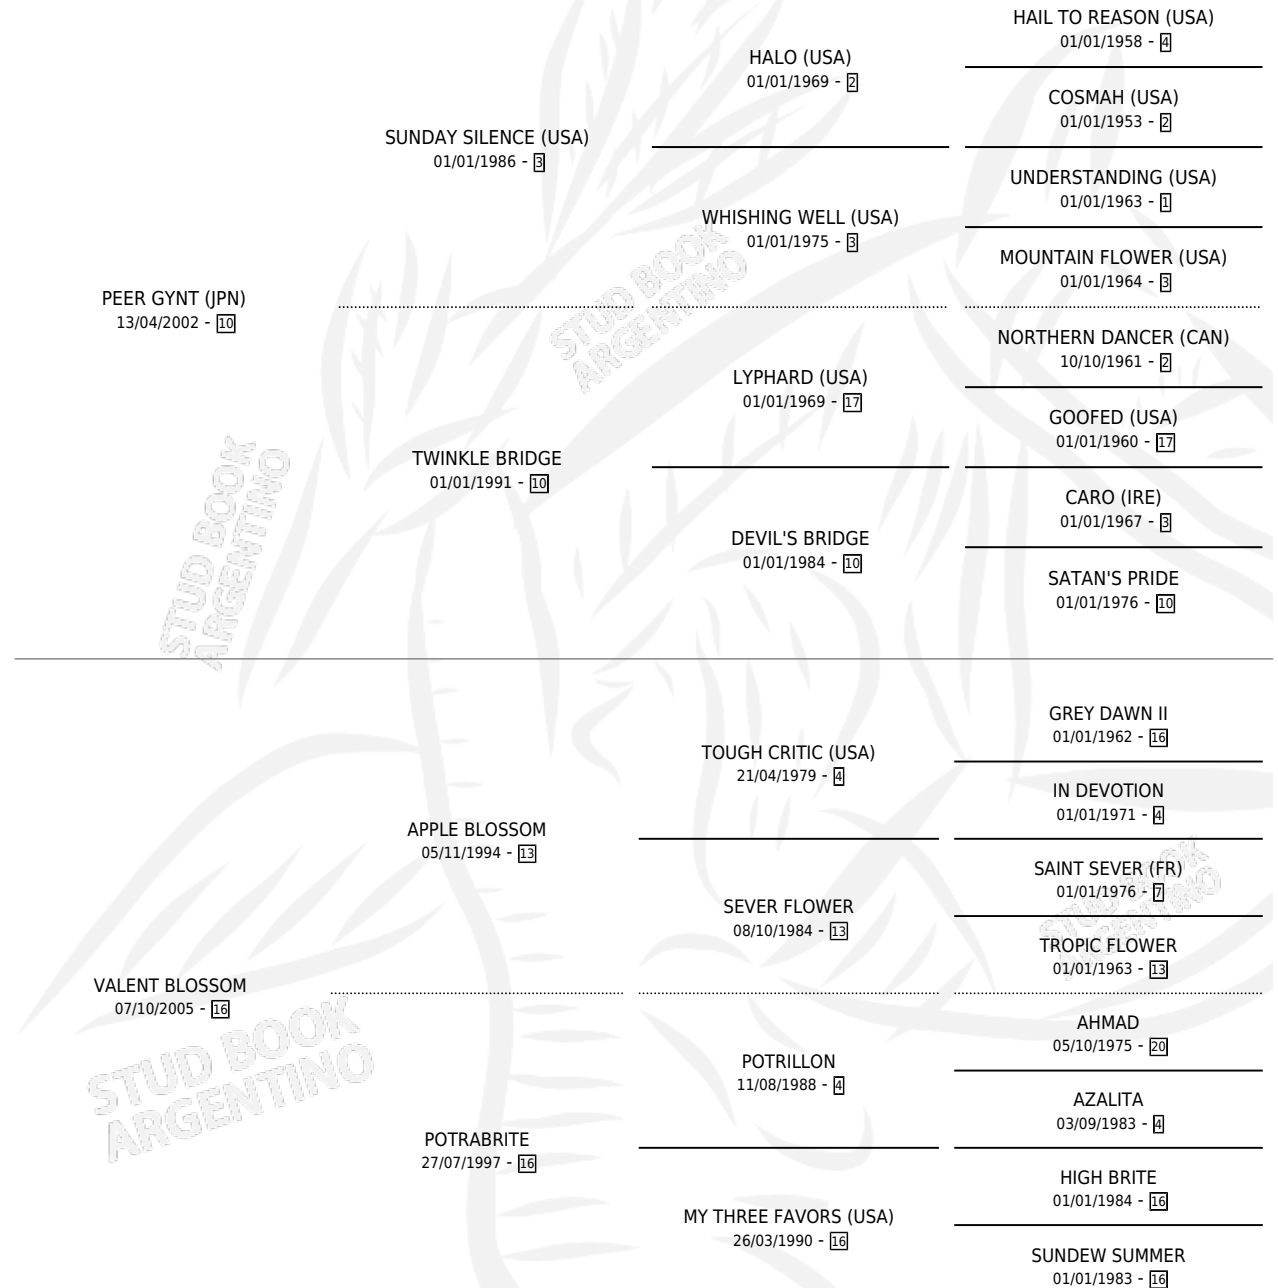 HAIL TO REASON (USA)
01/01/1958 - 4
HALO (USA)
01/01/1969 - 2
COSMAH (USA)
01/01/1953 - 2
SUNDAY SILENCE (USA)
01/01/1986 - 3
UNDERSTANDING (USA)
01/01/1963 - 1
WHISHING WELL (USA)
01/01/1975 - 3
MOUNTAIN FLOWER (USA)
01/01/1964 - 3
PEER GYNT (JPN)
13/04/2002 - 10
STUD BOOK
ARGENTINO
NORTHERN DANCER (CAN)
10/10/1961 - 2
LYPHARD (USA)
01/01/1969 - 17
GOOFED (USA)
01/01/1960 - 17
TWINKLE BRIDGE
01/01/1991 - 10
CARO (IRE)
01/01/1967 - 3
DEVIL'S BRIDGE
01/01/1984 - 10
SATAN'S PRIDE
01/01/1976 - 10
STUD BOOK
ARGENTINO
GREY DAWN II
01/01/1962 - 16
TOUGH CRITIC (USA)
21/04/1979 - 4
IN DEVOTION
01/01/1971 - 4
APPLE BLOSSOM
05/11/1994 - 13
SAINT SEVER (FR)
01/01/1976 - 7
SEVER FLOWER
08/10/1984 - 13
TROPIC FLOWER
01/01/1963 - 13
STUD BOOK
ARGENTINO
VALENT BLOSSOM
07/10/2005 - 16
STUD BOOK
ARGENTINO
AHMAD
05/10/1975 - 20
POTRILLON
11/08/1988 - 4
AZALITA
03/09/1983 - 4
POTRABRITE
27/07/1997 - 16
HIGH BRITE
01/01/1984 - 16
MY THREE FAVORS (USA)
26/03/1990 - 16
SUNDEW SUMMER
01/01/1983 - 16